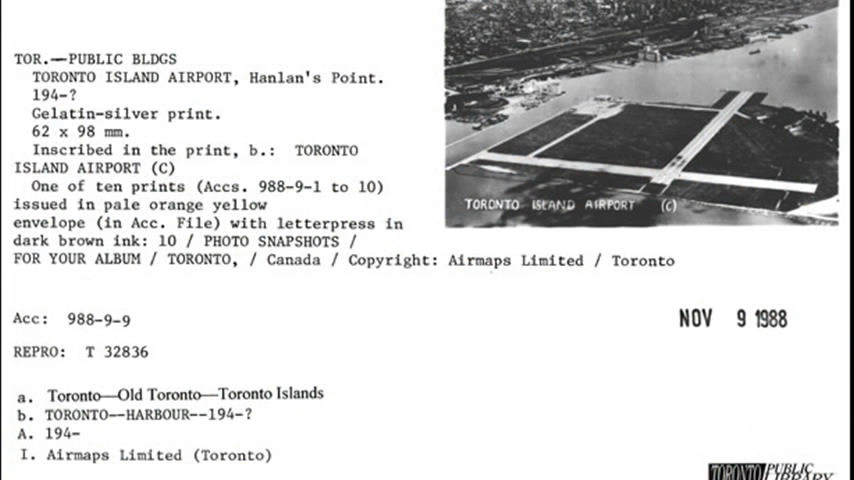 TOR.—PUBLIC BLDGS
TORONTO ISLAND AIRPORT, Hanlan's Point.
194-?
Gelatin-silver print.
62 x 98 mm.
Inscribed in the print, b.: TORONTO
ISLAND AIRPORT (C)
One of ten prints (Accs. 988-9-1 to 10)
issued in pale orange yellow
envelope (in Acc. File) with letterpress in
dark brown ink: 10 / PHOTO SNAPSHOTS /
FOR YOUR ALBUM / TORONTO, / Canada / Copyright: Airmaps Limited / Toronto
TORONTO ISLAND AIRPORT (C)
Acc: 988-9-9
NOV 9 1988
REPRO: T 32836
a. Toronto—Old Toronto—Toronto Islands
b. TORONTO--HARBOUR--194-?
A. 194-
I. Airmaps Limited (Toronto)
TORONTO PUBLIC
LIBRARY